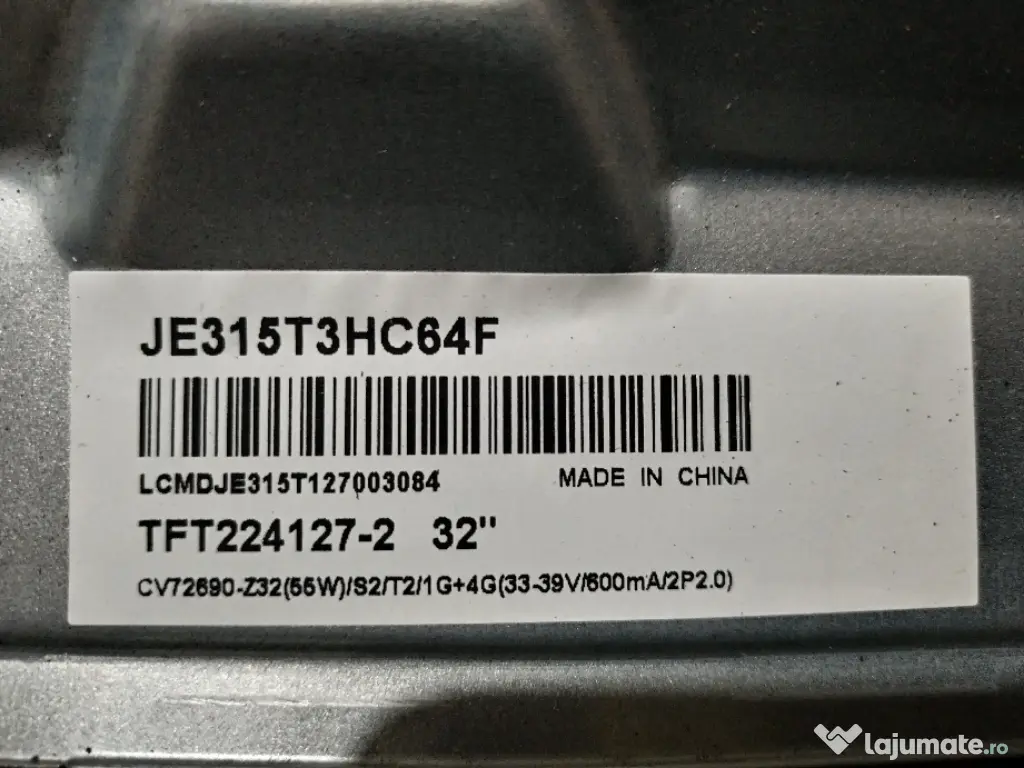 JE315T3HC64F
LCMDJE315T127003084 MADE IN CHINA
TFT224127-2 32"
CV72690-Z32(55W)/S2/T2/1G+4G(33-39V/600mA/2P2.0)
lajumate.ro